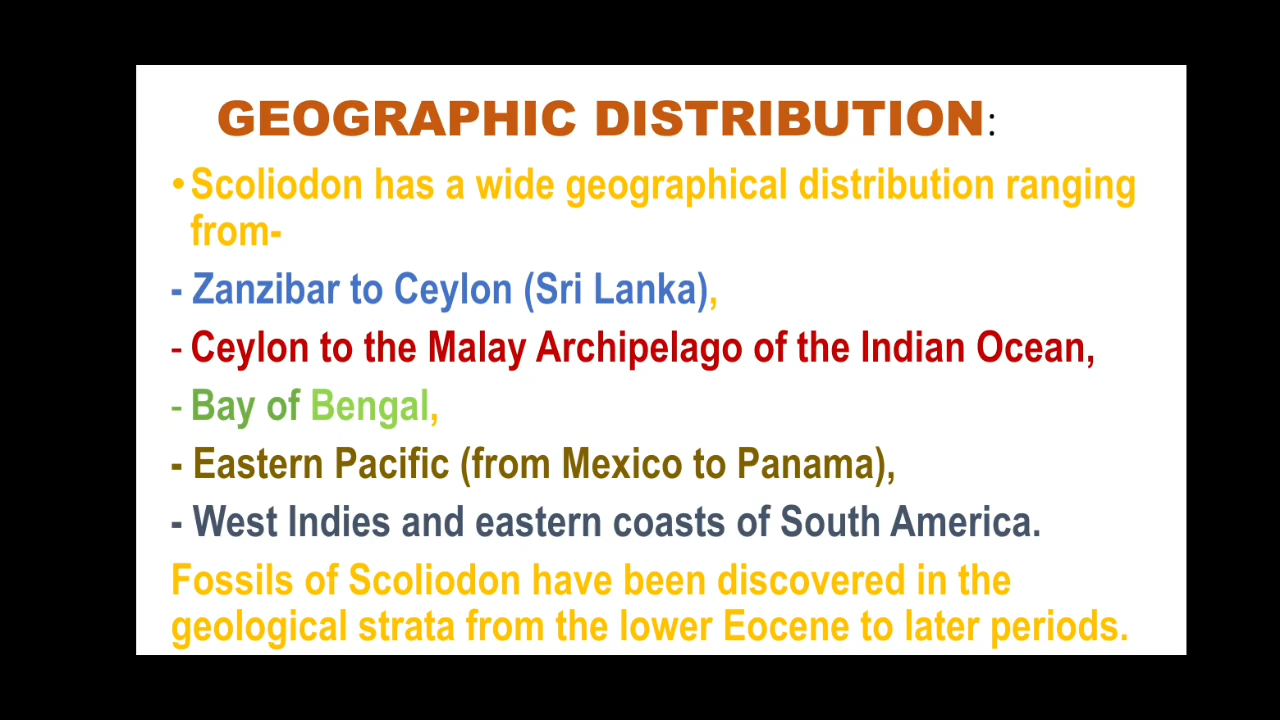 GEOGRAPHIC DISTRIBUTION:
•Scoliodon has a wide geographical distribution ranging
from-
- Zanzibar to Ceylon (Sri Lanka),
- Ceylon to the Malay Archipelago of the Indian Ocean,
- Bay of Bengal,
- Eastern Pacific (from Mexico to Panama),
- West Indies and eastern coasts of South America.
Fossils of Scoliodon have been discovered in the
geological strata from the lower Eocene to later periods.